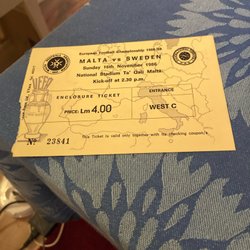 European Football Championship 1986/88
MALTA vs SWEDEN
Sunday 16th November 1986
National Stadium Ta' Qali Malta
Kick-off at 2.30 p.m.
ENCLOSURE TICKET
ENTRANCE
PRICE: Lm 4.00
WEST C
Nº 23841
This Ticket is valid only together with its checking coupon/s.